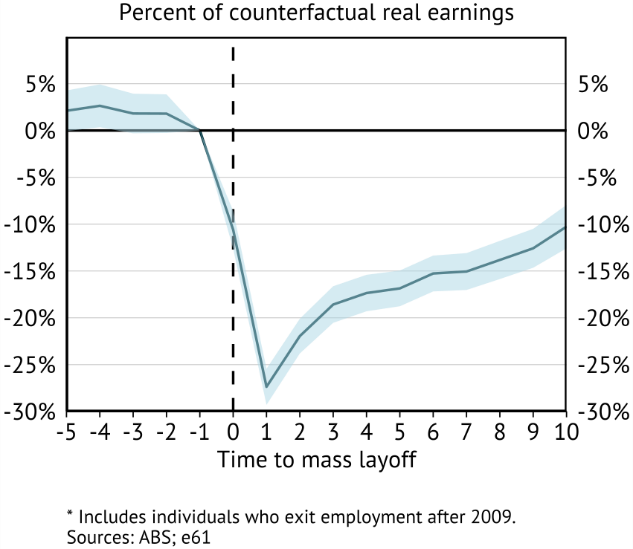 Percent of counterfactual real earnings
5% 5%
0% 0%
-5% -5%
-10% -10%
-15% -15%
-20% -20%
-25% -25%
-30% -30%
-5 -4 -3 -2 -1 0 1 2 3 4 5 6 7 8 9 10
Time to mass layoff
* Includes individuals who exit employment after 2009.
Sources: ABS; e61